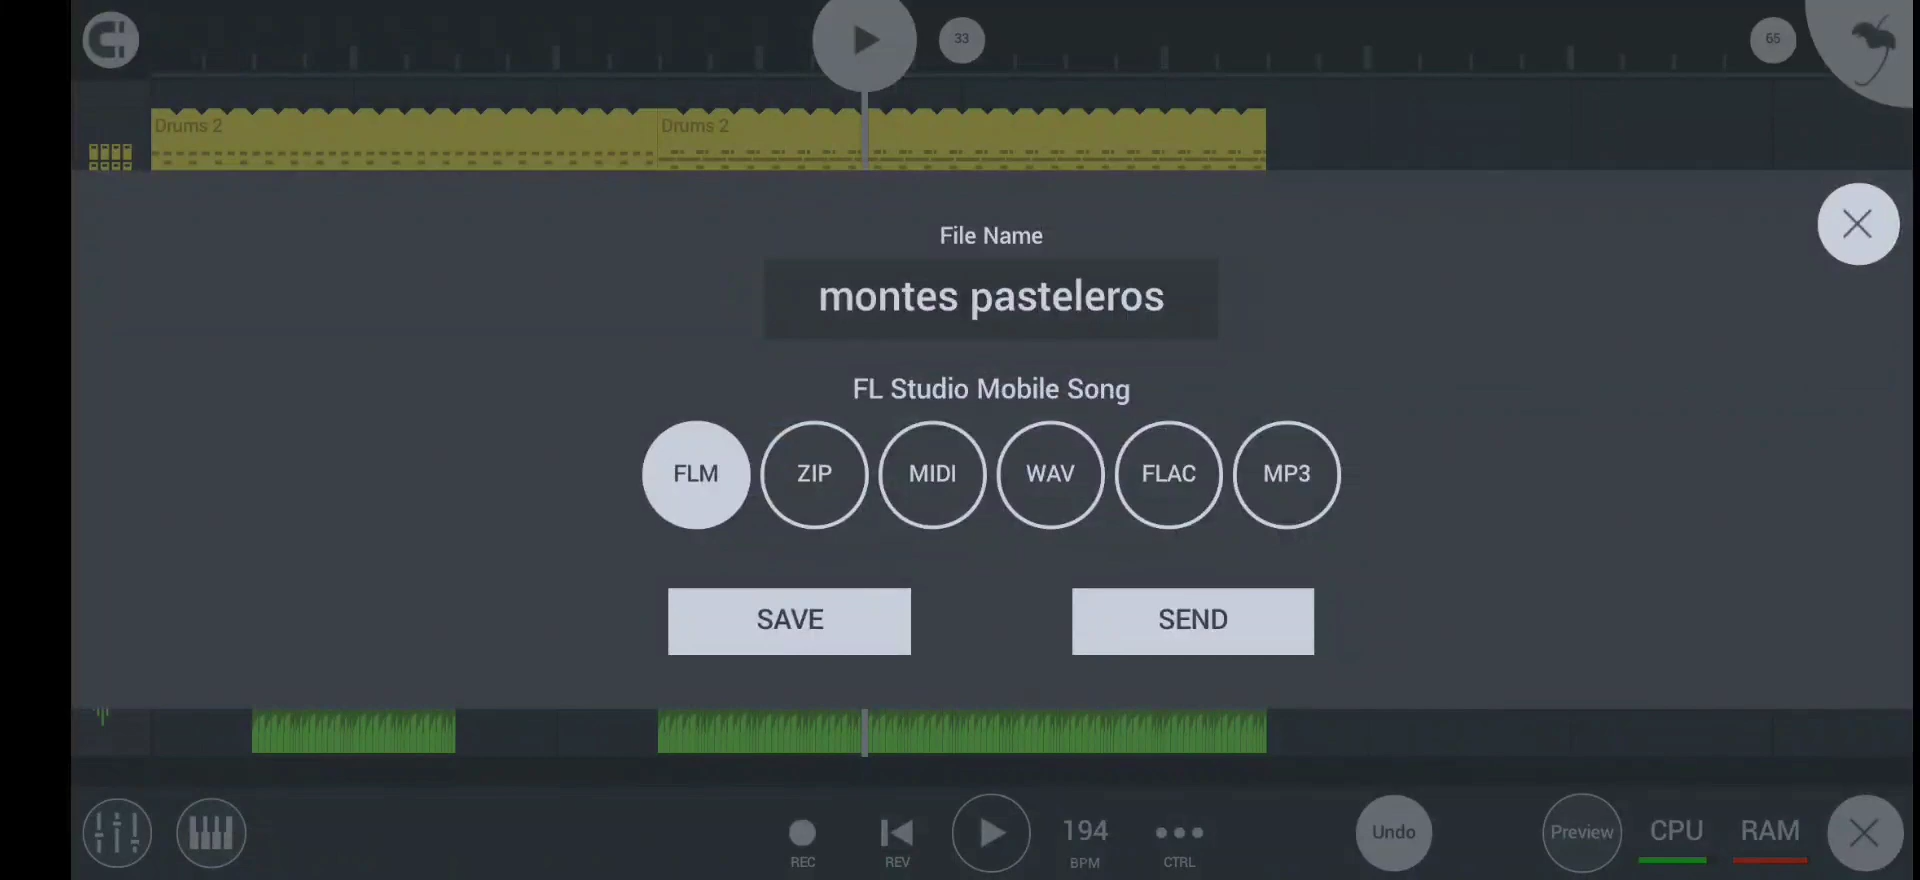 33
65
Drums 2 Drums 2
File Name
montes pasteleros
FL Studio Mobile Song
FLM ZIP MIDI WAV FLAC MP3
SAVE SEND
194 Undo Preview CPU RAM
REC REV BPM CTRL